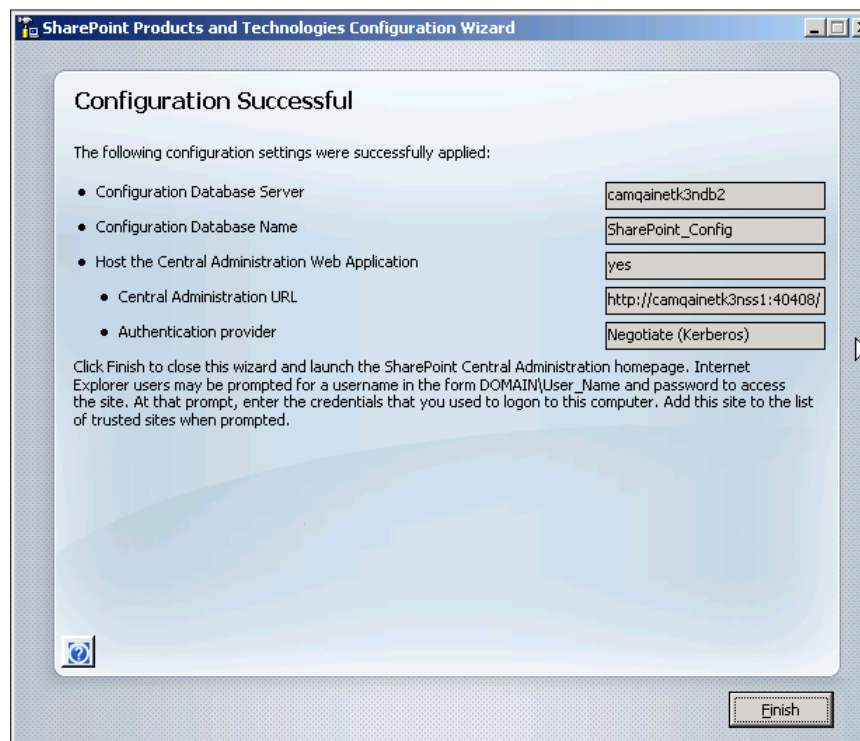 SharePoint Products and Technologies Configuration Wizard
Configuration Successful
The following configuration settings were successfully applied:
Configuration Database Server camqainetk3ndb2
Configuration Database Name SharePoint_Config
Host the Central Administration Web Application yes
Central Administration URL http://camqainetk3nss1:40408/
Authentication provider Negotiate (Kerberos)
Click Finish to close this wizard and launch the SharePoint Central Administration homepage. Internet
Explorer users may be prompted for a username in the form DOMAIN\User_Name and password to access
the site. At that prompt, enter the credentials that you used to logon to this computer. Add this site to the list
of trusted sites when prompted.
Finish